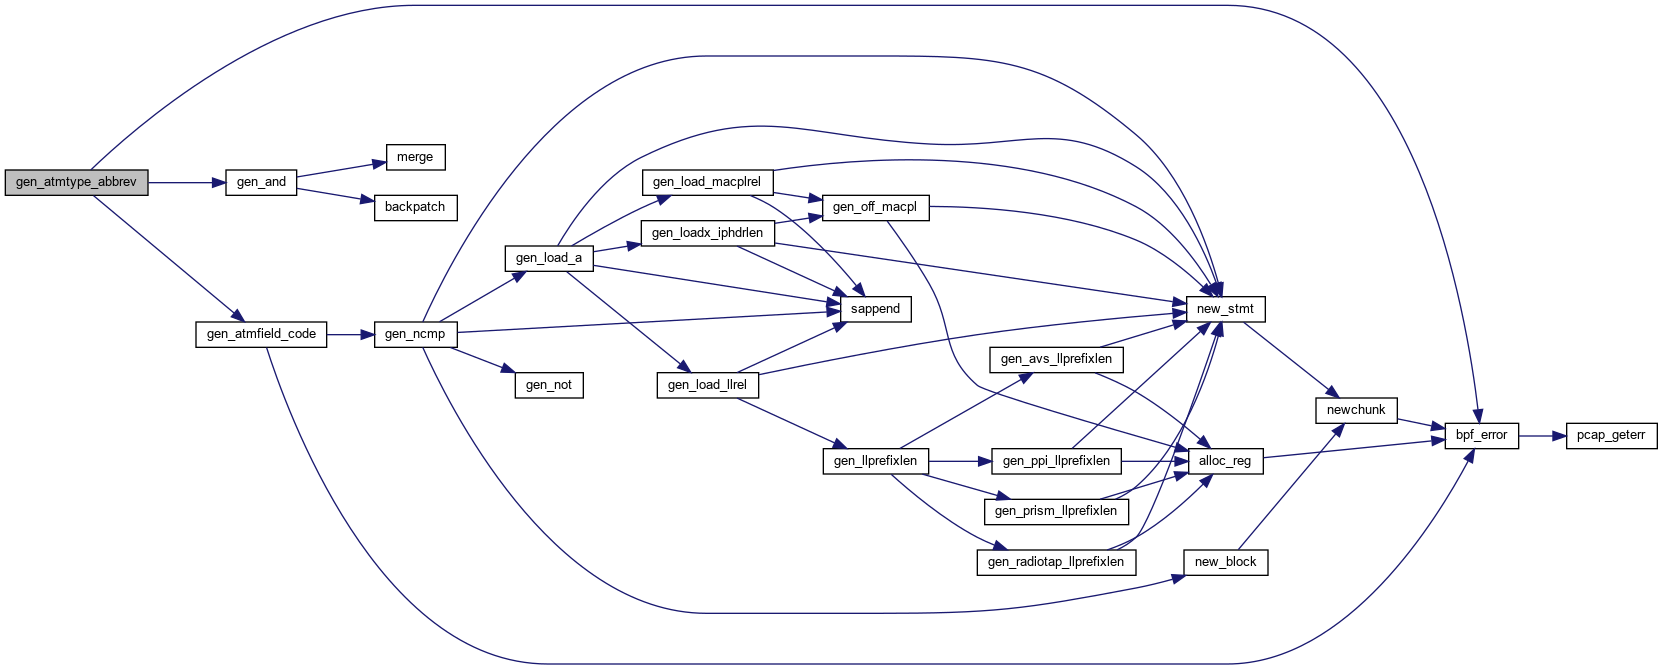 gen_atmtype_abbrev
gen_and
merge
backpatch
gen_atmfield_code
gen_ncmp
gen_load_a
gen_not
gen_load_macplrel
gen_loadx_iphdrlen
gen_load_llrel
gen_off_macpl
sappend
gen_llprefixlen
gen_avs_llprefixlen
gen_ppi_llprefixlen
gen_prism_llprefixlen
gen_radiotap_llprefixlen
new_stmt
alloc_reg
new_block
newchunk
bpf_error
pcap_geterr